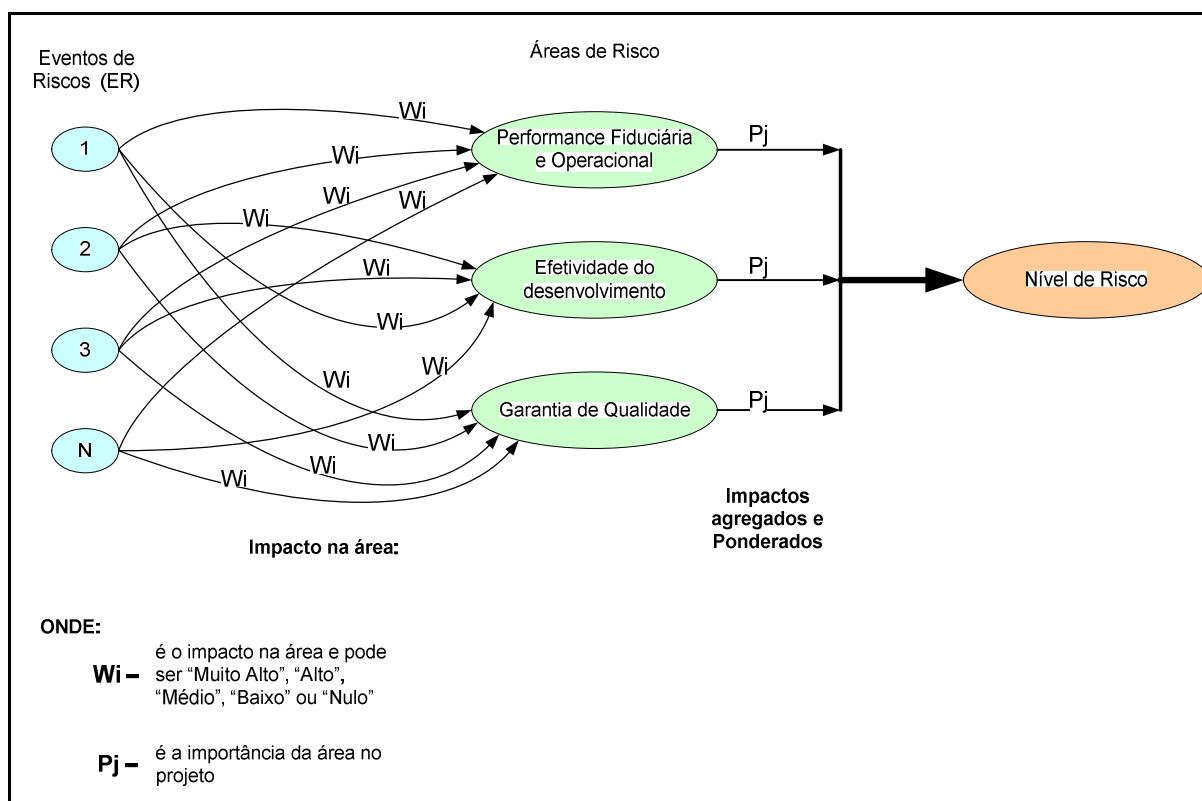 Eventos de
Riscos (ER)
Áreas de Risco
1
2
3
N
Wi
Wi
Wi
Wi
Wi
Wi
Wi
Wi
Wi
Wi
Wi
Wi
Performance Fiduciária
e Operacional
Efetividade do
desenvolvimento
Garantia de Qualidade
Pj
Pj
Pj
Nível de Risco
Impactos
agregados e
Ponderados
Impacto na área:
ONDE:
Wi – é o impacto na área e pode
ser “Muito Alto”, “Alto”,
“Médio”, “Baixo” ou “Nulo”
Pj – é a importância da área no
projeto